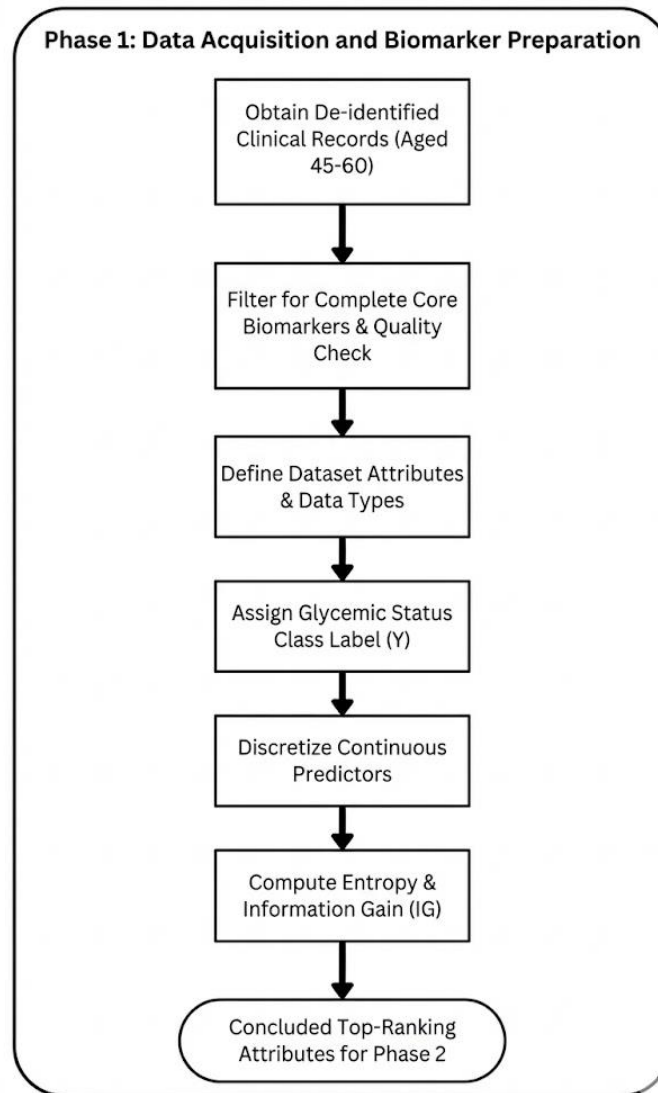 Phase 1: Data Acquisition and Biomarker Preparation
Obtain De-identified
Clinical Records (Aged
45-60)
Filter for Complete Core
Biomarkers & Quality
Check
Define Dataset Attributes
& Data Types
Assign Glycemic Status
Class Label (Y)
Discretize Continuous
Predictors
Compute Entropy &
Information Gain (IG)
Concluded Top-Ranking
Attributes for Phase 2